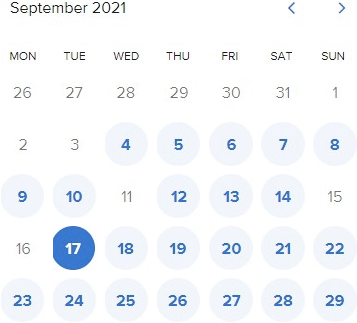 September 2021
MON TUE WED THU FRI SAT SUN
26 27 28 29 30 31 1
2 3 4 5 6 7 8
9 10 11 12 13 14 15
16 17 18 19 20 21 22
23 24 25 26 27 28 29